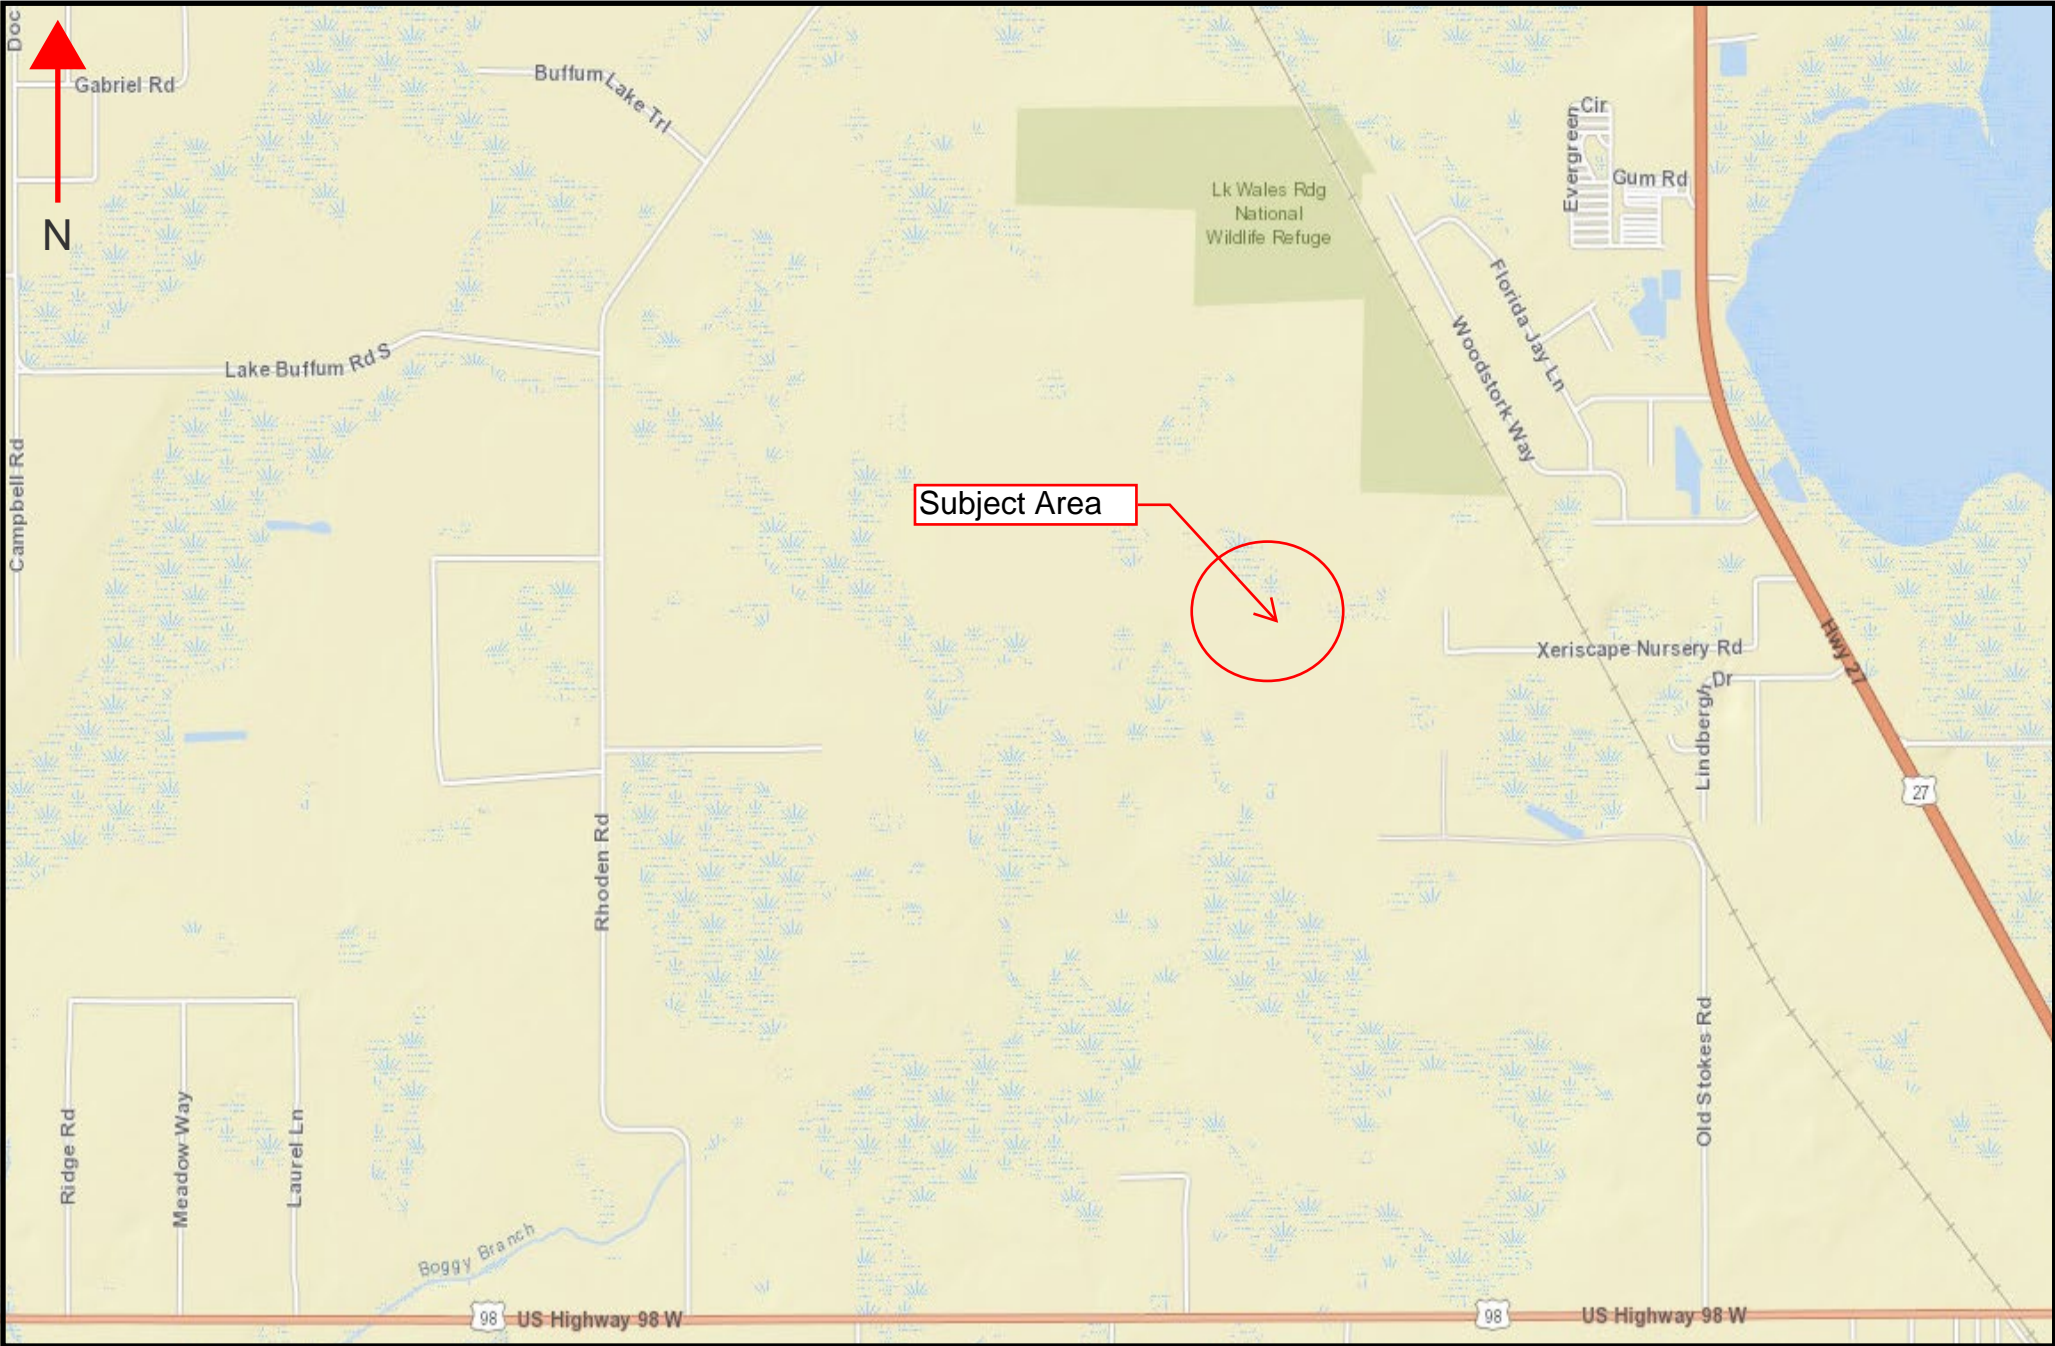 Doc
Gabriel Rd
N
Buffum Lake Trl
Cir
Evergreen
Gum Rd
Lk Wales Rdg
National
Wildlife Refuge
Florida Jay Ln
Woodstork Way
Lake Buffum Rd S
Campbell Rd
Subject Area
Xeriscape Nursery Rd
Hwy 27
Dr
Lindbergh
27
Rhoden Rd
Old Stokes Rd
Ridge Rd
Meadow Way
Laurel Ln
Boggy Branch
98
US Highway 98 W
98
US Highway 98 W